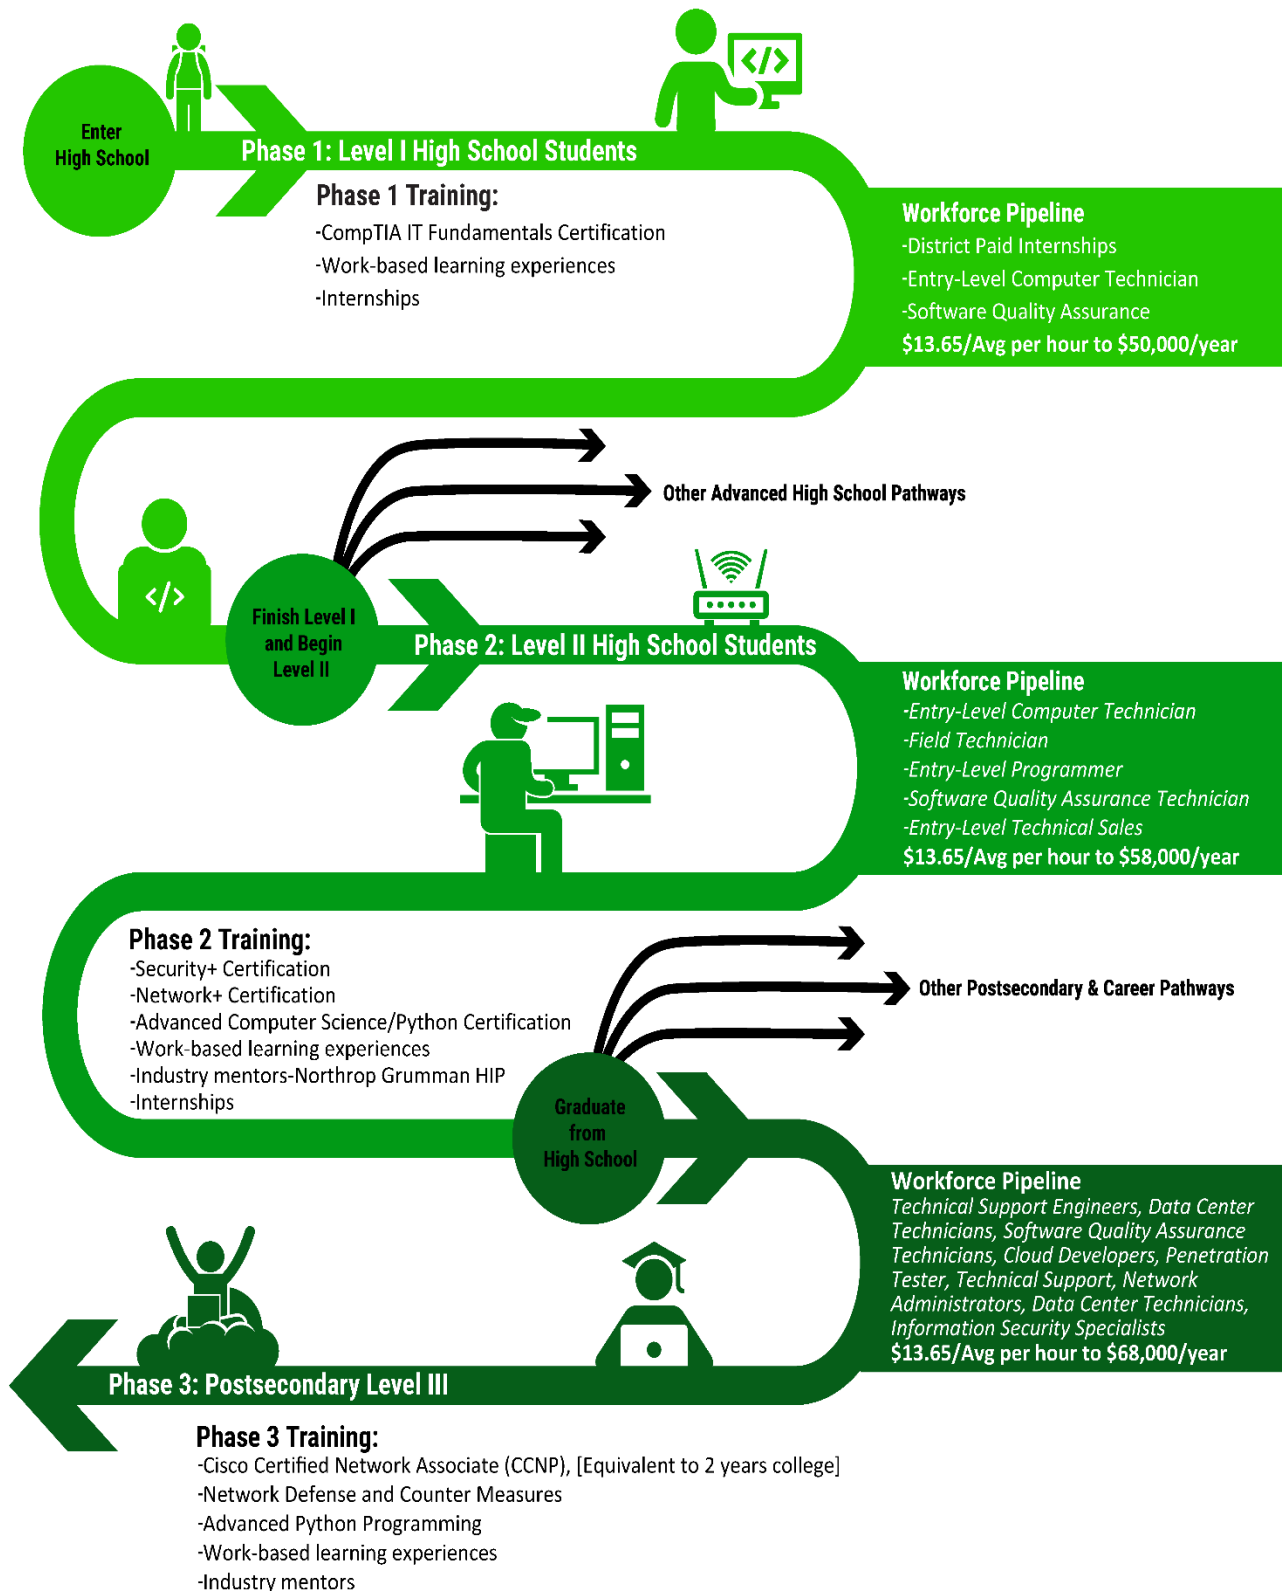 Enter
High School
Phase 1: Level I High School Students
Phase 1 Training:
-CompTIA IT Fundamentals Certification
-Work-based learning experiences
-Internships
</>
Workforce Pipeline
-District Paid Internships
-Entry-Level Computer Technician
-Software Quality Assurance
$13.65/Avg per hour to $50,000/year
Other Advanced High School Pathways
</>
Finish Level I
and Begin
Level II
Phase 2: Level II High School Students
Workforce Pipeline
-Entry-Level Computer Technician
-Field Technician
-Entry-Level Programmer
-Software Quality Assurance Technician
-Entry-Level Technical Sales
$13.65/Avg per hour to $58,000/year
Phase 2 Training:
-Security+ Certification
-Network+ Certification
-Advanced Computer Science/Python Certification
-Work-based learning experiences
-Industry mentors-Northrop Grumman HIP
-Internships
Other Postsecondary & Career Pathways
Graduate
from
High School
Workforce Pipeline
Technical Support Engineers, Data Center
Technicians, Software Quality Assurance
Technicians, Cloud Developers, Penetration
Tester, Technical Support, Network
Administrators, Data Center Technicians,
Information Security Specialists
$13.65/Avg per hour to $68,000/year
Phase 3: Postsecondary Level III
Phase 3 Training:
-Cisco Certified Network Associate (CCNP), [Equivalent to 2 years college]
-Network Defense and Counter Measures
-Advanced Python Programming
-Work-based learning experiences
-Industry mentors